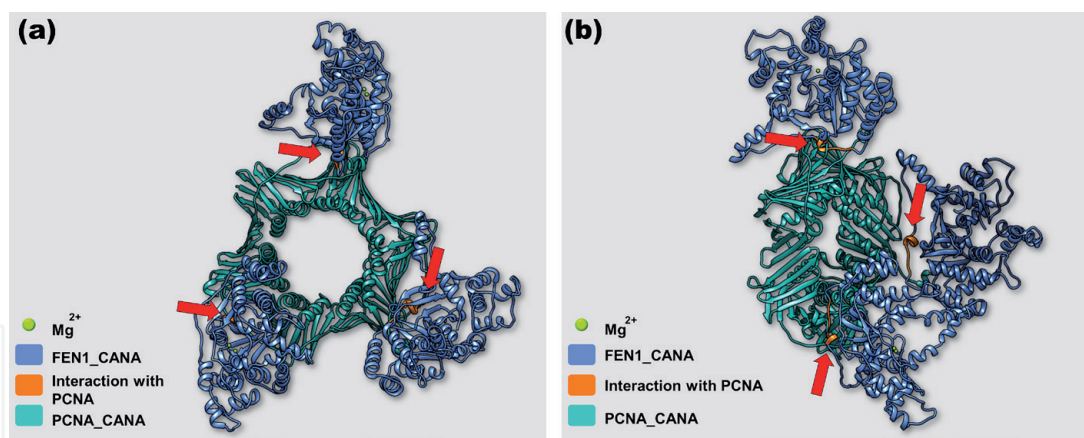 (a)
Mg2+
FEN1_CANA
Interaction with
PCNA
PCNA_CANA
(b)
Mg2+
FEN1_CANA
Interaction with PCNA
PCNA_CANA